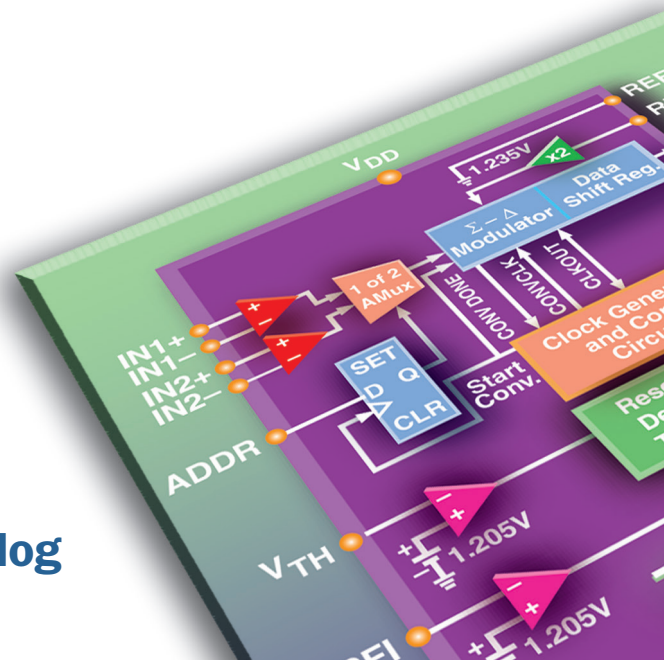 VDD
1.235V
x2
Σ–Δ
Modulator
Data
Shift Reg.
1 of 2
AMux
CONV DONE
CONVCLK
CLKOUT
IN1+
IN1–
IN2+
IN2–
+
–
+
–
SET
D Q
CLR
Start
Conv.
and
ADDR
–
+
VTH
+
–
1.205V
–
+
+
1.205V